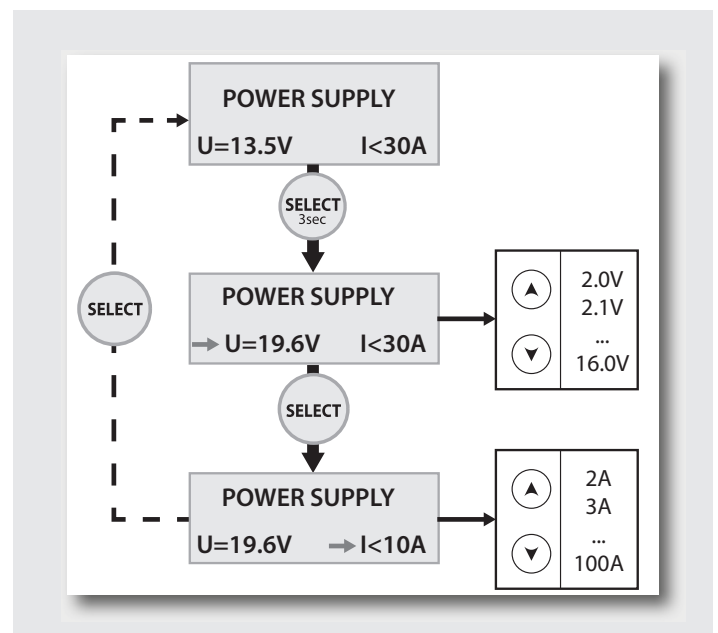 POWER SUPPLY
U=13.5V I<30A
SELECT
3sec
POWER SUPPLY
U=19.6V I<30A
2.0V
2.1V
...
16.0V
SELECT
SELECT
POWER SUPPLY
U=19.6V I<10A
2A
3A
...
100A